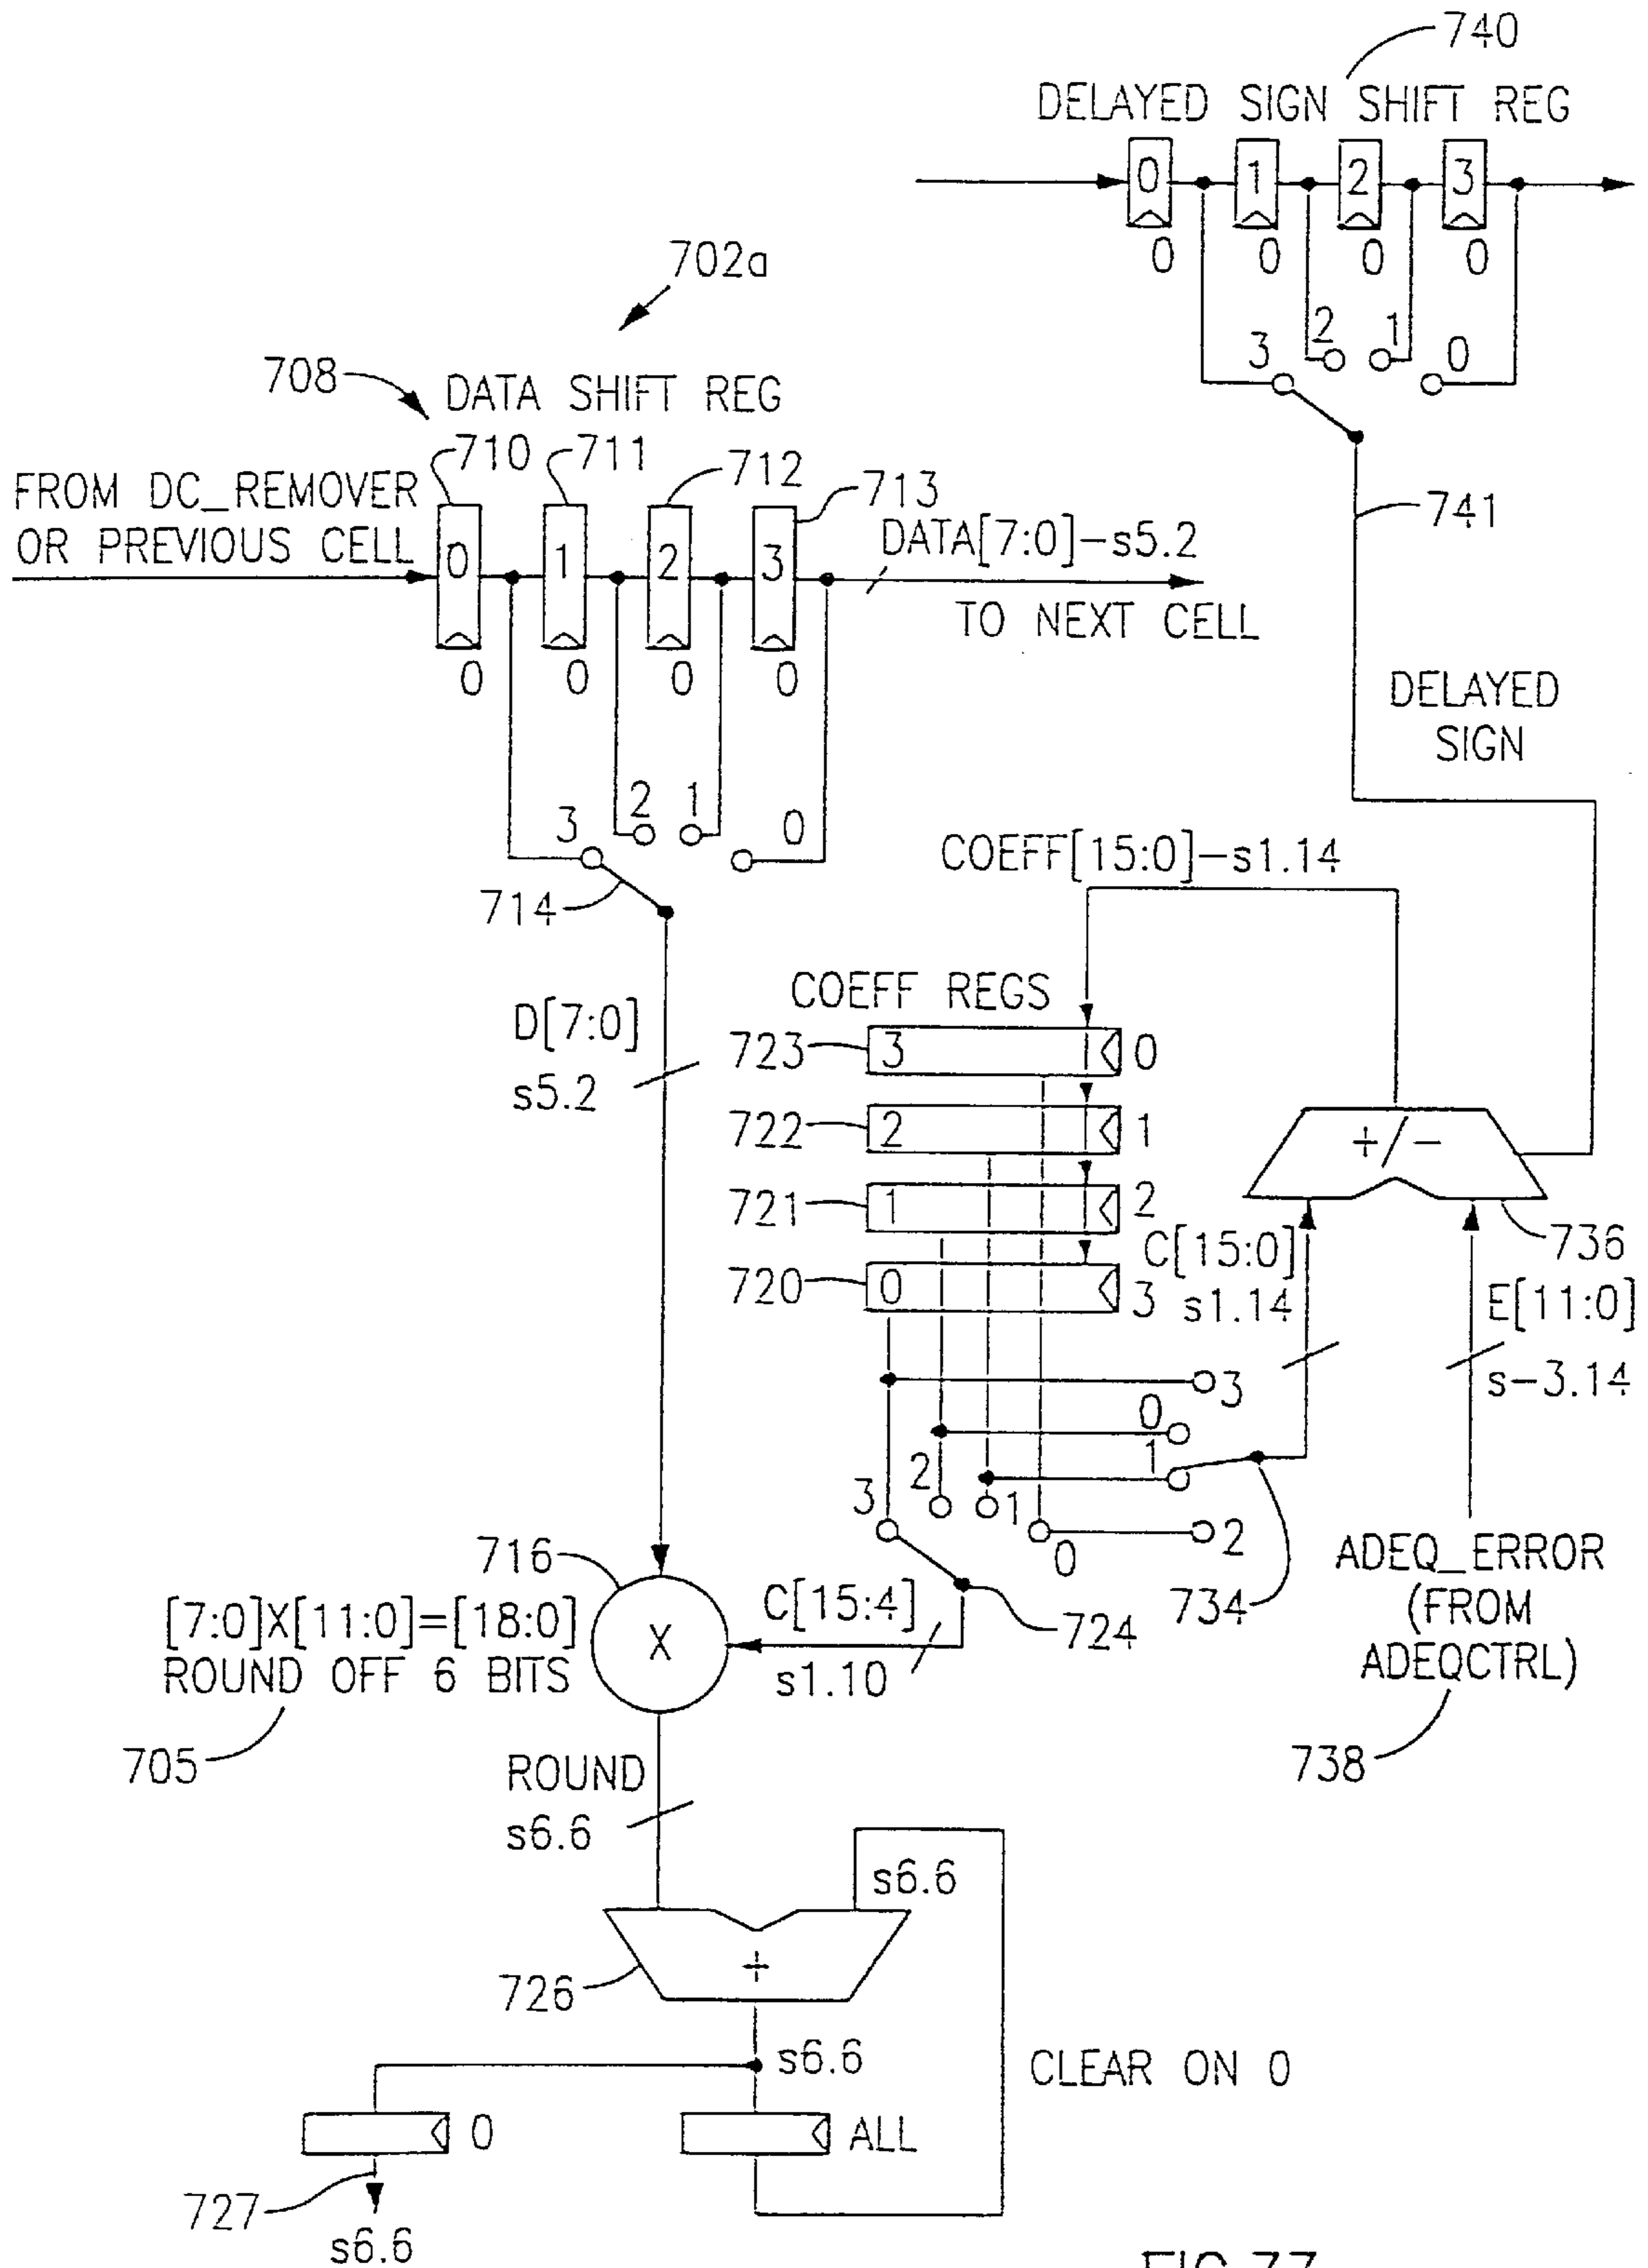 740
DELAYED SIGN SHIFT REG
0 1 2 3
0 0 0 0
3 2 1 0
741
DELAYED
SIGN
702a
708
DATA SHIFT REG
710 711 712 713
FROM DC_REMOVER
OR PREVIOUS CELL
0 1 2 3
0 0 0 0
DATA[7:0]-s5.2
TO NEXT CELL
3 2 1 0
714
D[7:0]
s5.2
COEFF[15:0]-s1.14
COEFF REGS
723 3 0
722 2 1
721 1 2
720 0 3
+/-
736
C[15:0]
s1.14
E[11:0]
s-3.14
3
0
1
2
3 2 1 0
734
724
ADEQ_ERROR
(FROM
ADEQCTRL)
738
716
X
C[15:4]
s1.10
[7:0]X[11:0]=[18:0]
ROUND OFF 6 BITS
705
ROUND
s6.6
s6.6
+
726
s6.6
CLEAR ON 0
0
ALL
727
s6.6